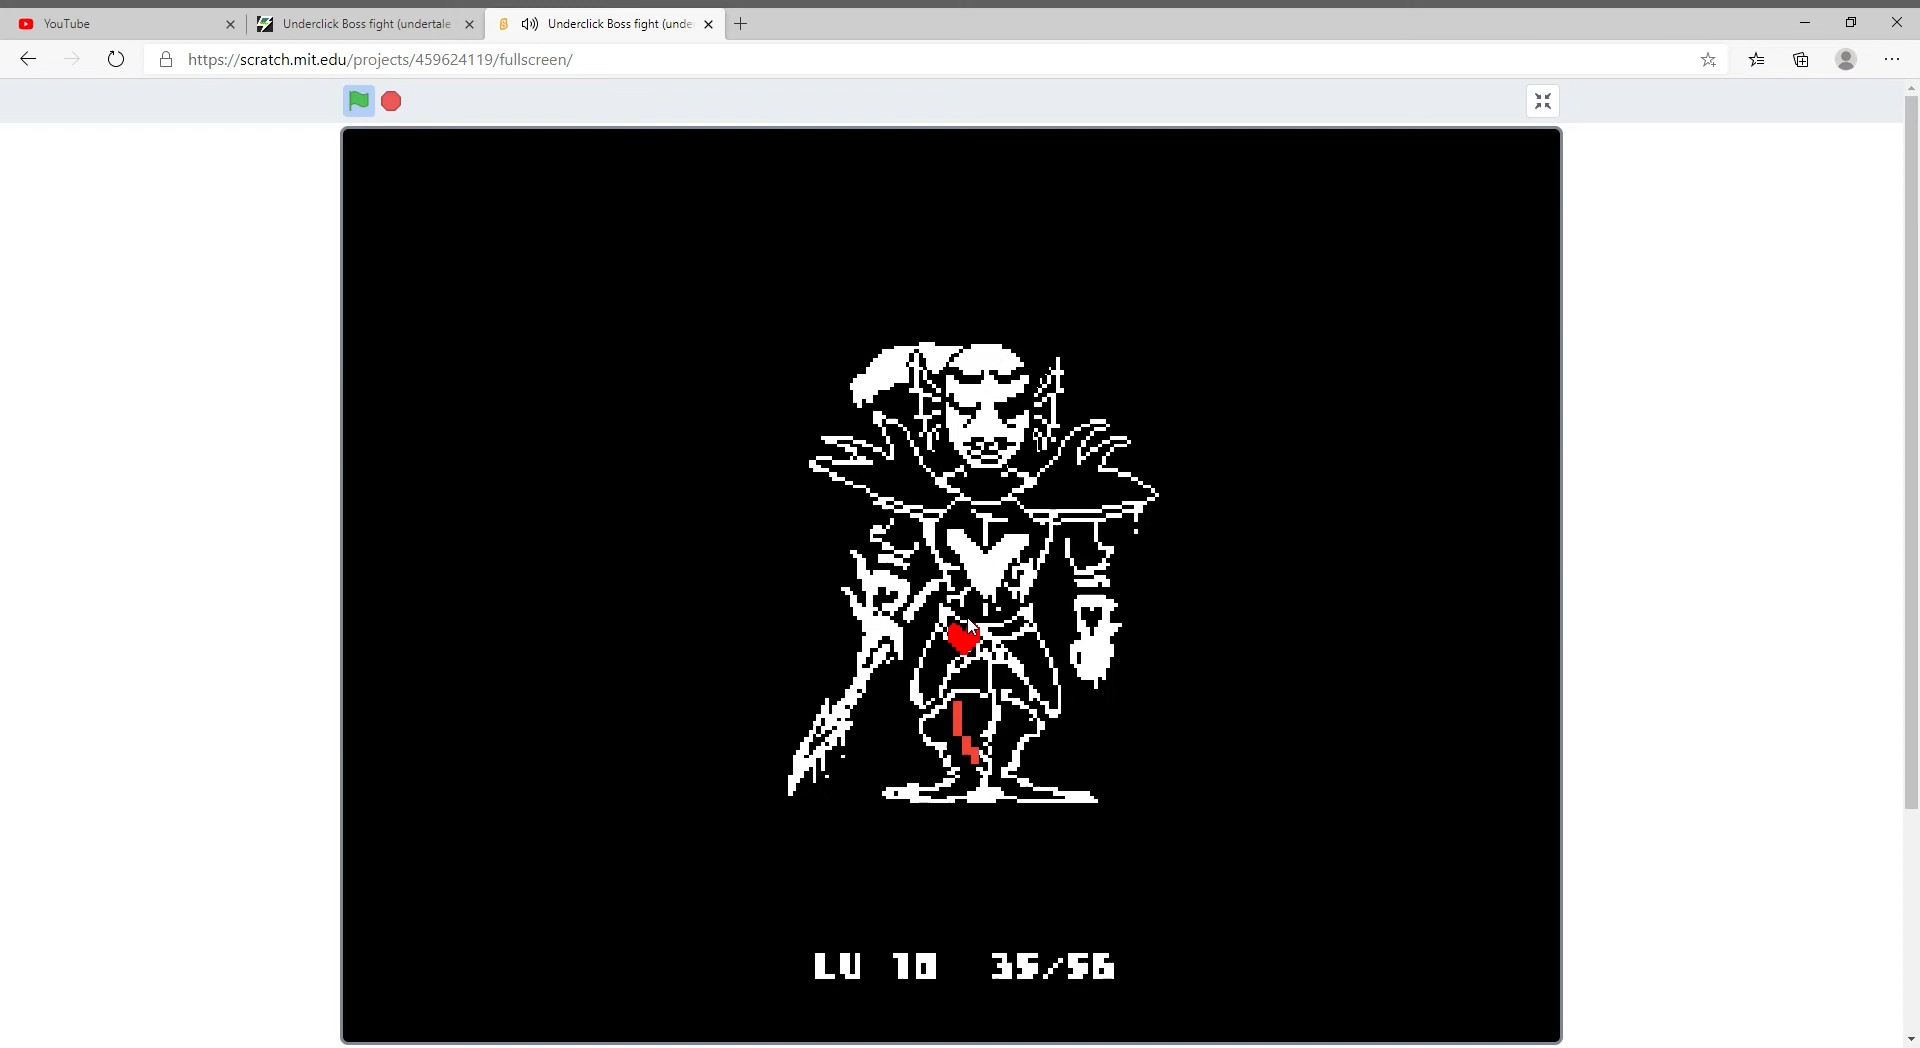 YouTube
Underclick Boss fight (undertale
Underclick Boss fight (unde
https://scratch.mit.edu/projects/459624119/fullscreen/
LV 10 35/56